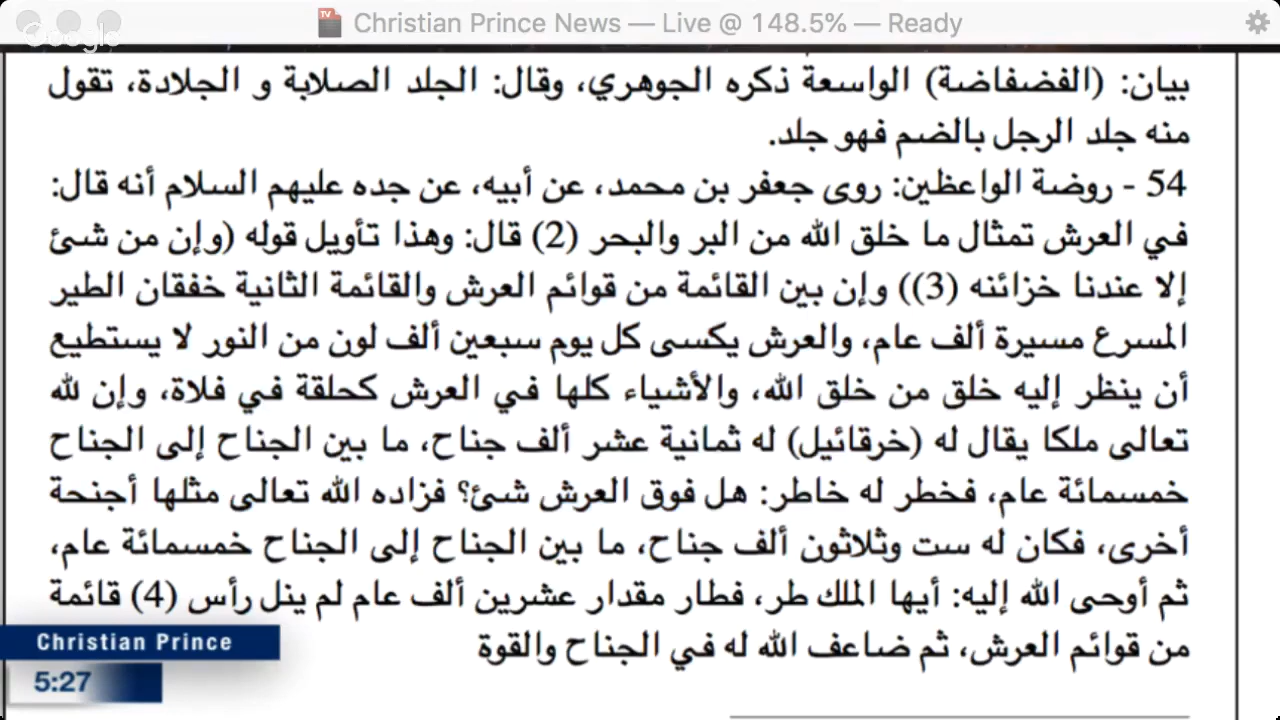 Christian Prince News — Live @ 148.5% — Ready
Google
بيان: (الفضفاضة) الواسعة ذكره الجوهري، وقال: الجلد الصلابة و الجلادة، تقول
منه جلد الرجل بالضم فهو جلد.
54 - روضة الواعظين: روى جعفر بن محمد، عن أبيه، عن جده عليهم السلام أنه قال:
في العرش تمثال ما خلق الله من البر والبحر (2) قال: وهذا تأويل قوله (وإن من شئ
إلا عندنا خزائنه (3)) وإن بين القائمة من قوائم العرش والقائمة الثانية خفقان الطير
المسرع مسيرة ألف عام، والعرش يكسى كل يوم سبعين ألف لون من النور لا يستطيع
أن ينظر إليه خلق من خلق الله، والأشياء كلها في العرش كحلقة في فلاة، وإن لله
تعالى ملكا يقال له (خرقائيل) له ثمانية عشر ألف جناح، ما بين الجناح إلى الجناح
خمسمائة عام، فخطر له خاطر: هل فوق العرش شئ؟ فزاده الله تعالى مثلها أجنحة
أخرى، فكان له ست وثلاثون ألف جناح، ما بين الجناح إلى الجناح خمسمائة عام،
ثم أوحى الله إليه: أيها الملك طر، فطار مقدار عشرين ألف عام لم ينل رأس (4) قائمة
من قوائم العرش، ثم ضاعف الله له في الجناح والقوة
Christian Prince
5:27